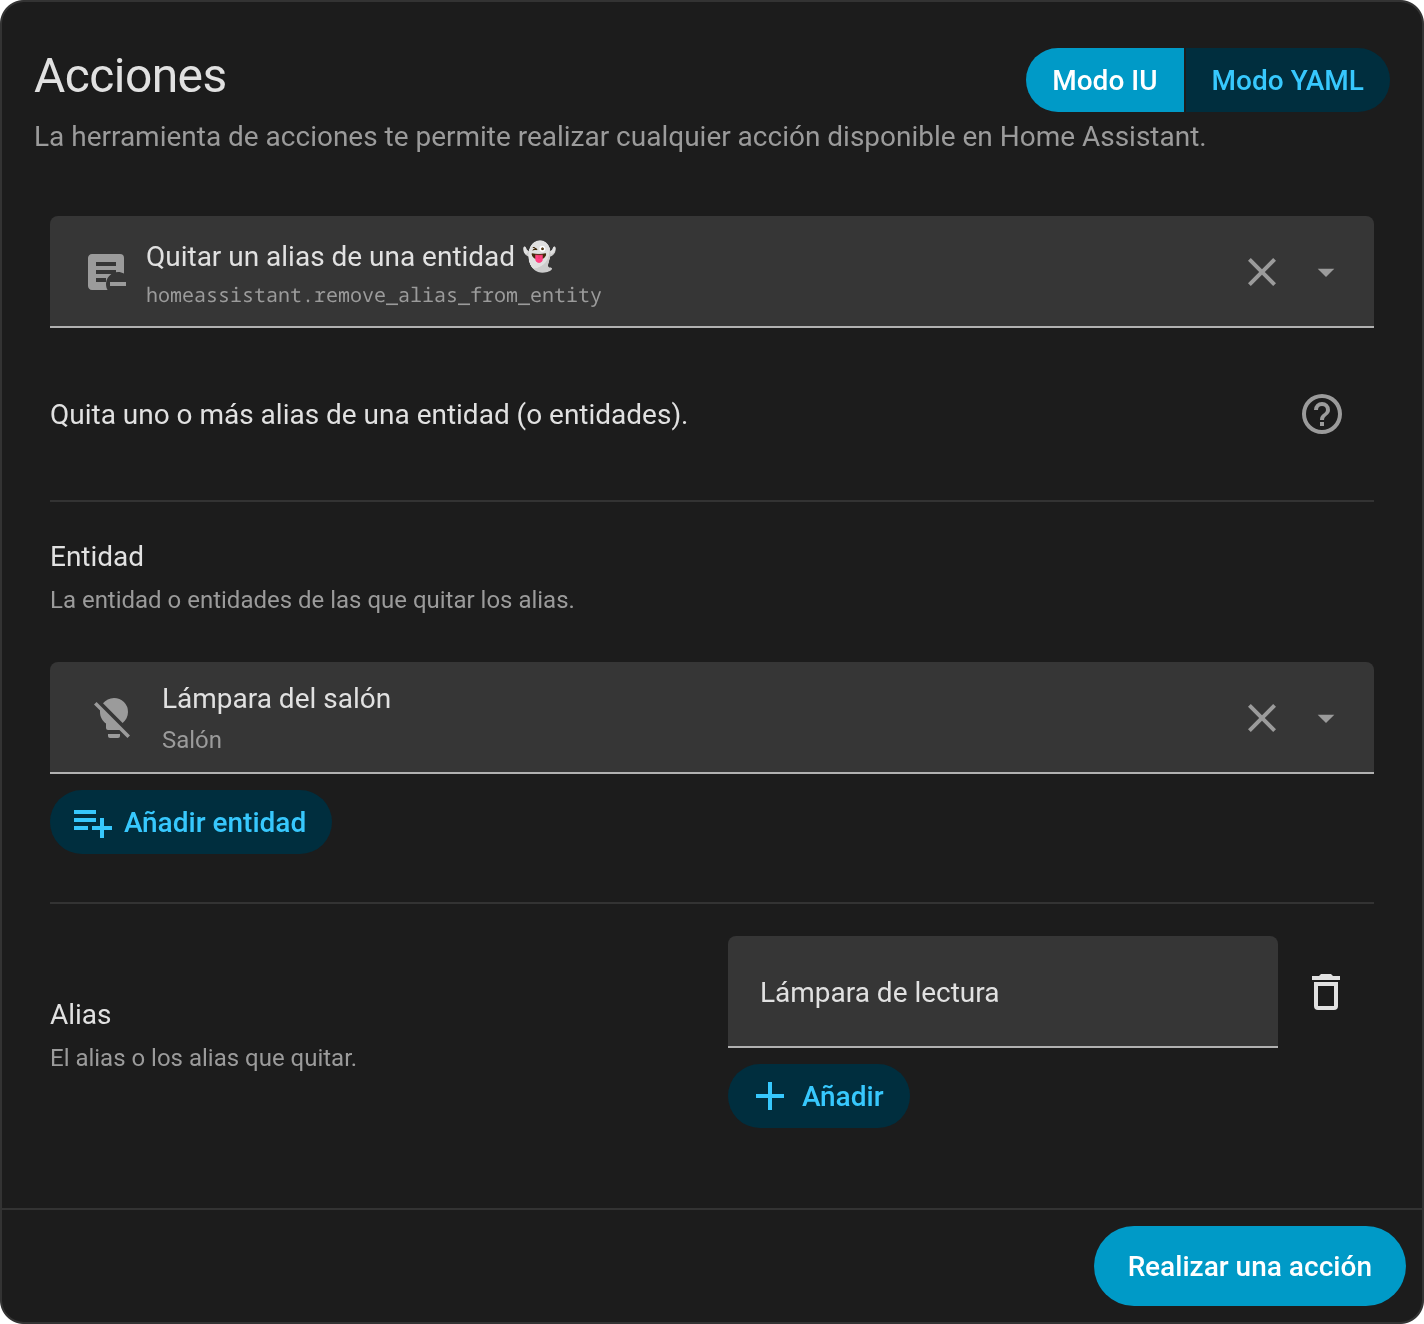 Acciones
Modo IU
Modo YAML
La herramienta de acciones te permite realizar cualquier acción disponible en Home Assistant.
Quitar un alias de una entidad 👻
homeassistant.remove_alias_from_entity
Quita uno o más alias de una entidad (o entidades).
Entidad
La entidad o entidades de las que quitar los alias.
Lámpara del salón
Salón
Añadir entidad
Alias
El alias o los alias que quitar.
Lámpara de lectura
Añadir
Realizar una acción